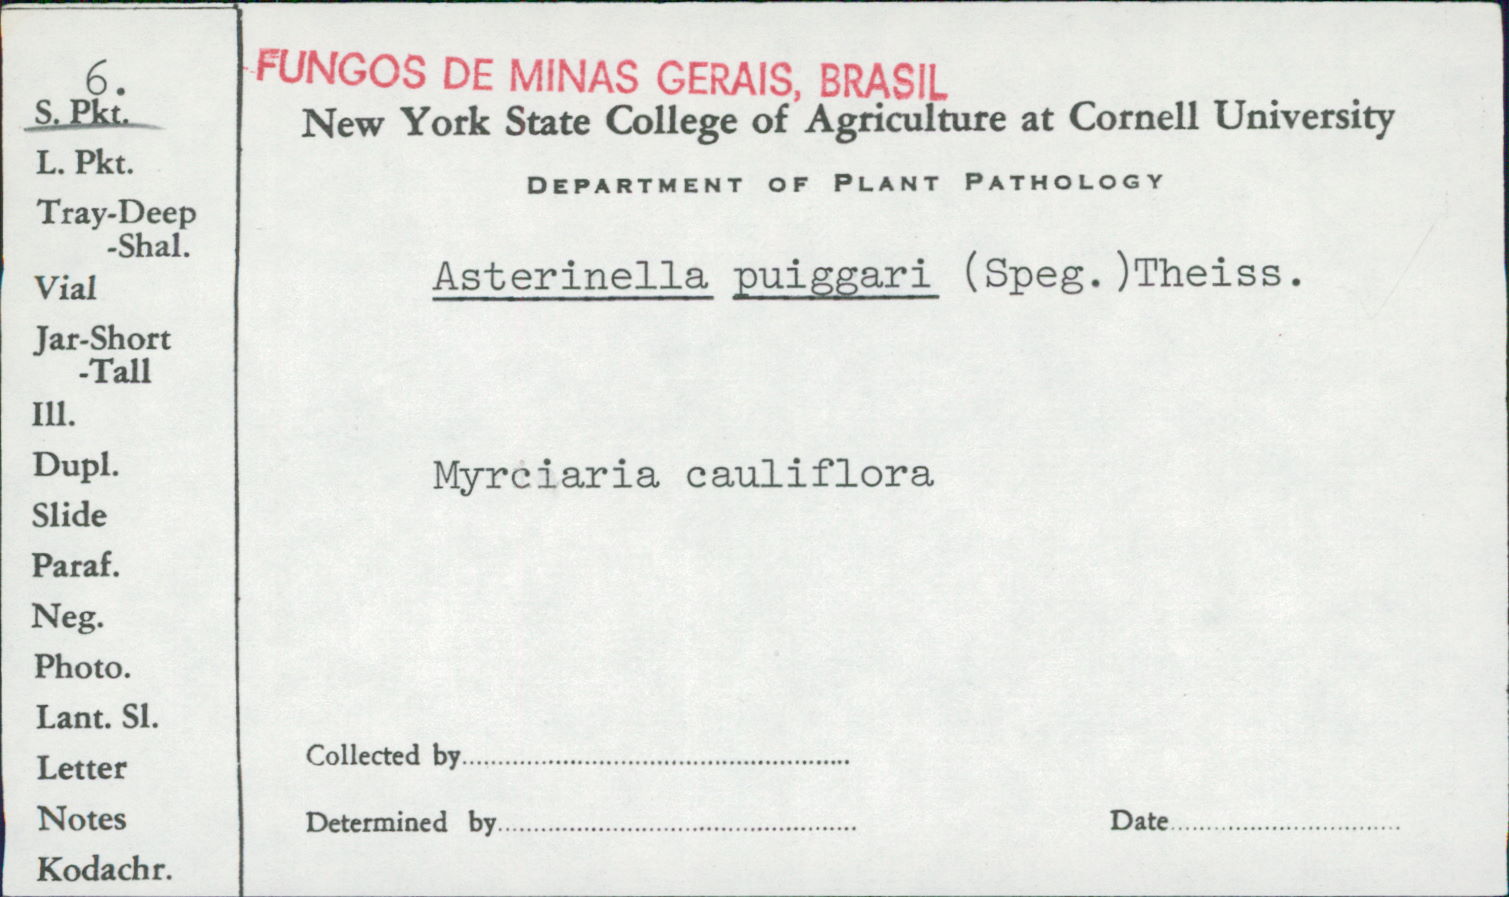 6.
S. Pkt.
L. Pkt.
Tray-Deep
-Shal.
Vial
Jar-Short
-Tall
Ill.
Dupl.
Slide
Paraf.
Neg.
Photo.
Lant. Sl.
Letter
Notes
Kodachr.
FUNGOS DE MINAS GERAIS, BRASIL
New York State College of Agriculture at Cornell University
DEPARTMENT OF PLANT PATHOLOGY
Asterinella puiggari (Speg.)Theiss.
Myrciaria cauliflora
Collected by
Determined by
Date